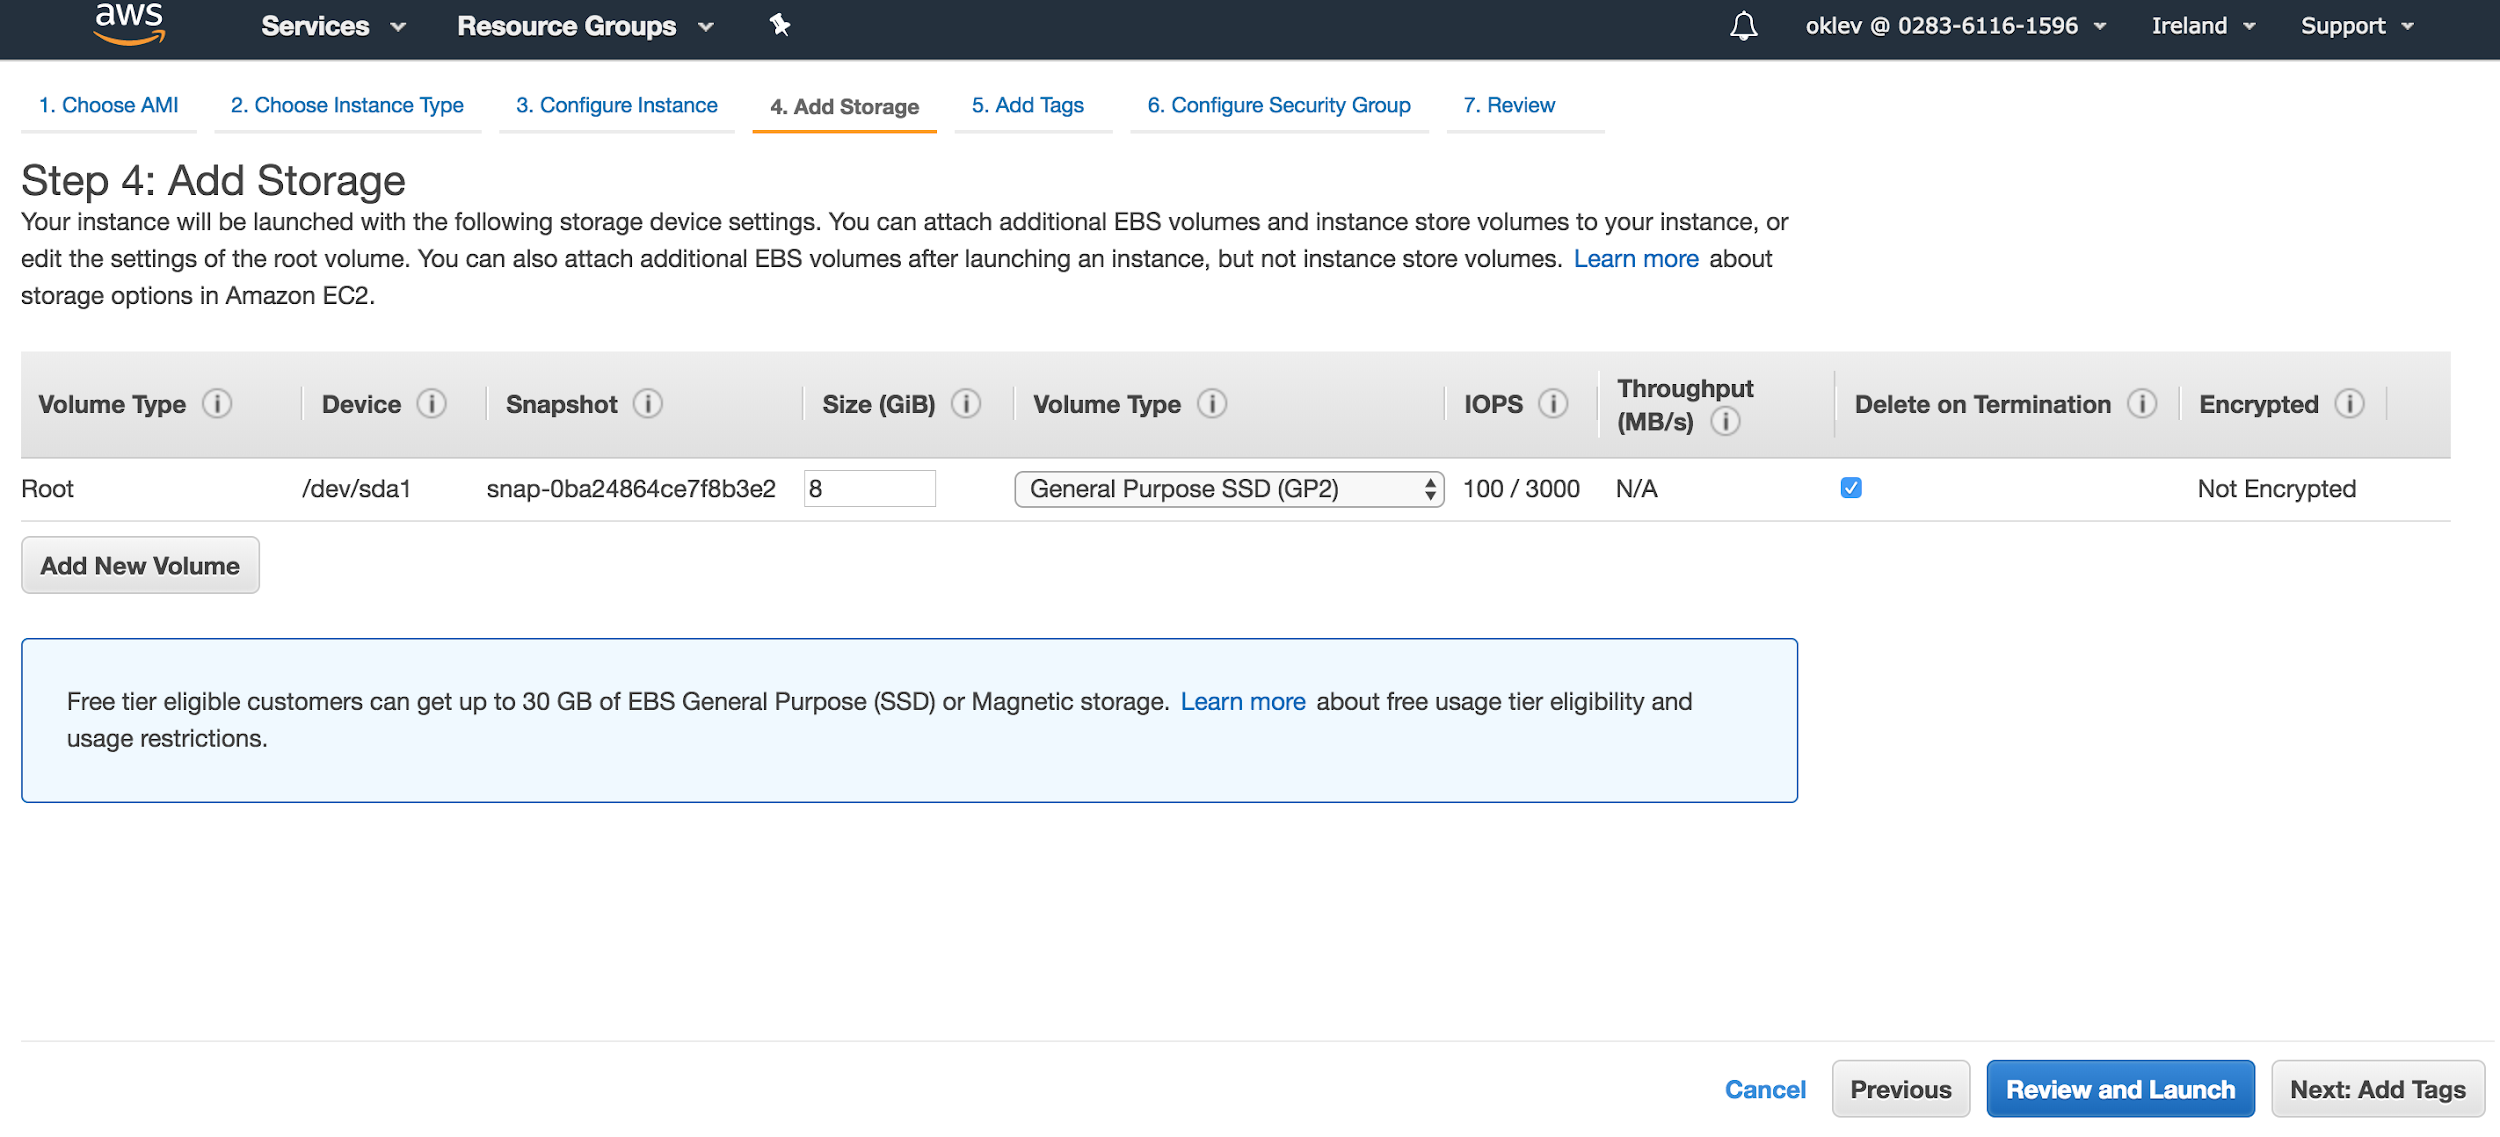 aws
Services
Resource Groups
oklev @ 0283-6116-1596
Ireland
Support
1. Choose AMI
2. Choose Instance Type
3. Configure Instance
4. Add Storage
5. Add Tags
6. Configure Security Group
7. Review
Step 4: Add Storage
Your instance will be launched with the following storage device settings. You can attach additional EBS volumes and instance store volumes to your instance, or
edit the settings of the root volume. You can also attach additional EBS volumes after launching an instance, but not instance store volumes. Learn more about
storage options in Amazon EC2.
Volume Type
Device
Snapshot
Size (GiB)
Volume Type
IOPS
Throughput
(MB/s)
Delete on Termination
Encrypted
Root
/dev/sda1
snap-0ba24864ce7f8b3e2
8
General Purpose SSD (GP2)
100 / 3000
N/A
Not Encrypted
Add New Volume
Free tier eligible customers can get up to 30 GB of EBS General Purpose (SSD) or Magnetic storage. Learn more about free usage tier eligibility and
usage restrictions.
Cancel
Previous
Review and Launch
Next: Add Tags